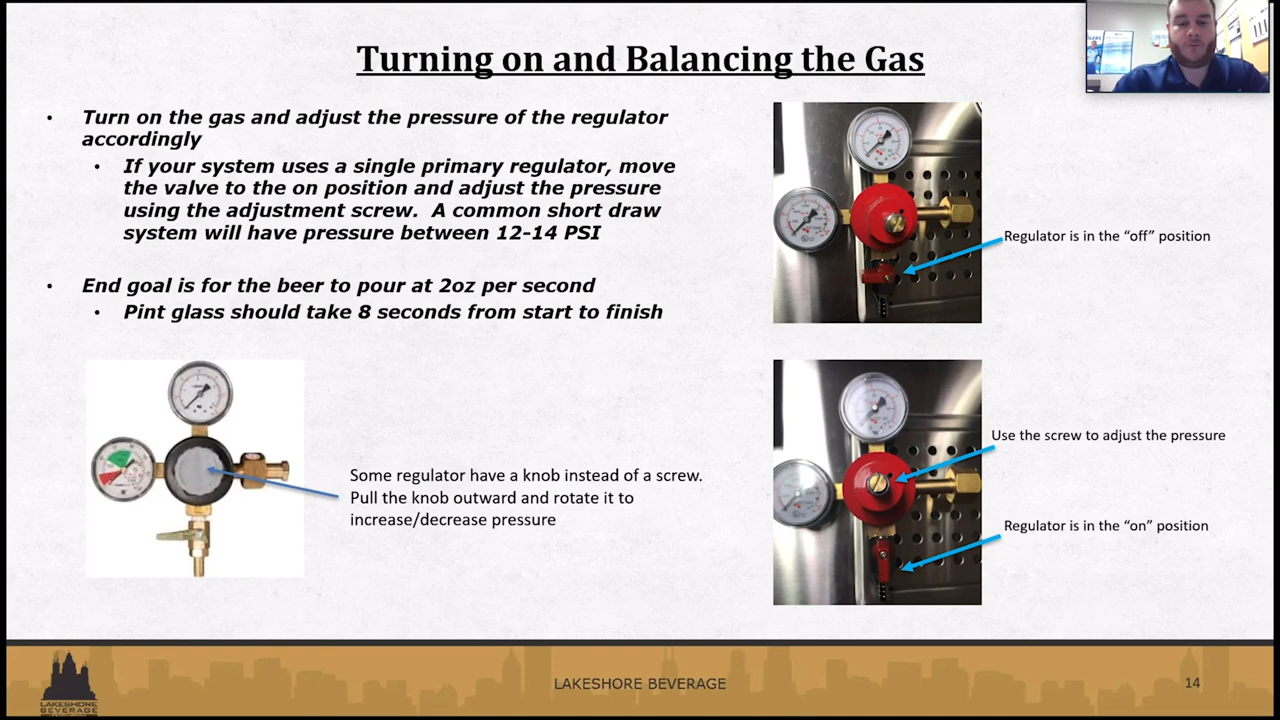 Turning on and Balancing the Gas
• Turn on the gas and adjust the pressure of the regulator
accordingly
• If your system uses a single primary regulator, move
the valve to the on position and adjust the pressure
using the adjustment screw. A common short draw
system will have pressure between 12-14 PSI
• End goal is for the beer to pour at 2oz per second
• Pint glass should take 8 seconds from start to finish
Regulator is in the “off” position
Some regulator have a knob instead of a screw.
Pull the knob outward and rotate it to
increase/decrease pressure
Use the screw to adjust the pressure
Regulator is in the “on” position
LAKESHORE
BEVERAGE
LAKESHORE BEVERAGE
14